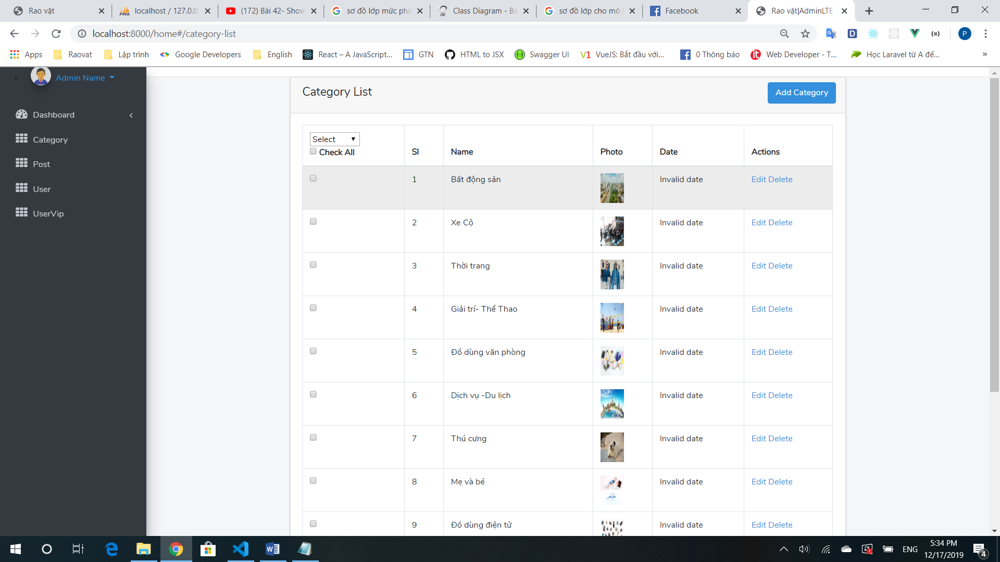 Rao vặt
localhost / 127.0.0.
(172) Bài 42- Show
sơ đồ lớp mức phâ
Class Diagram - Bả
sơ đồ lớp cho mô
Facebook
Rao vặt|AdminLTE
localhost:8000/home#/category-list
P
Apps
Raovat
Lập trình
Google Developers
English
React – A JavaScript...
GTN
HTML to JSX
Swagger UI
VueJS: Bắt đầu với...
0 Thông báo
Web Developer - T...
Học Laravel từ A đế...
»
Admin Name
Dashboard
Category
Post
User
UserVip
Category List
Add Category
Select
Check All
Sl Name Photo Date Actions
1 Bất động sản Invalid date Edit Delete
2 Xe Cộ Invalid date Edit Delete
3 Thời trang Invalid date Edit Delete
4 Giải trí- Thể Thao Invalid date Edit Delete
5 Đồ dùng văn phòng Invalid date Edit Delete
6 Dịch vụ -Du lịch Invalid date Edit Delete
7 Thú cưng Invalid date Edit Delete
8 Mẹ và bé Invalid date Edit Delete
9 Đồ dùng điện tử Invalid date Edit Delete
ENG
5:34 PM
12/17/2019
4